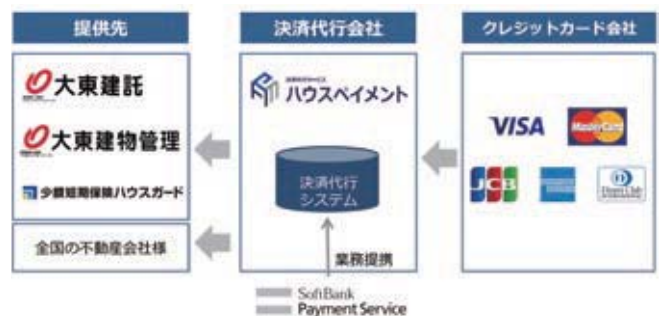 提供先
大東建託
大東建物管理
少額短期保険ハウスガード
全国の不動産会社様
決済代行会社
ハウスペイメント
決済代行
システム
業務提携
SoftBank
Payment Service
クレジットカード会社
VISA
MasterCard
JCB
Diners Club